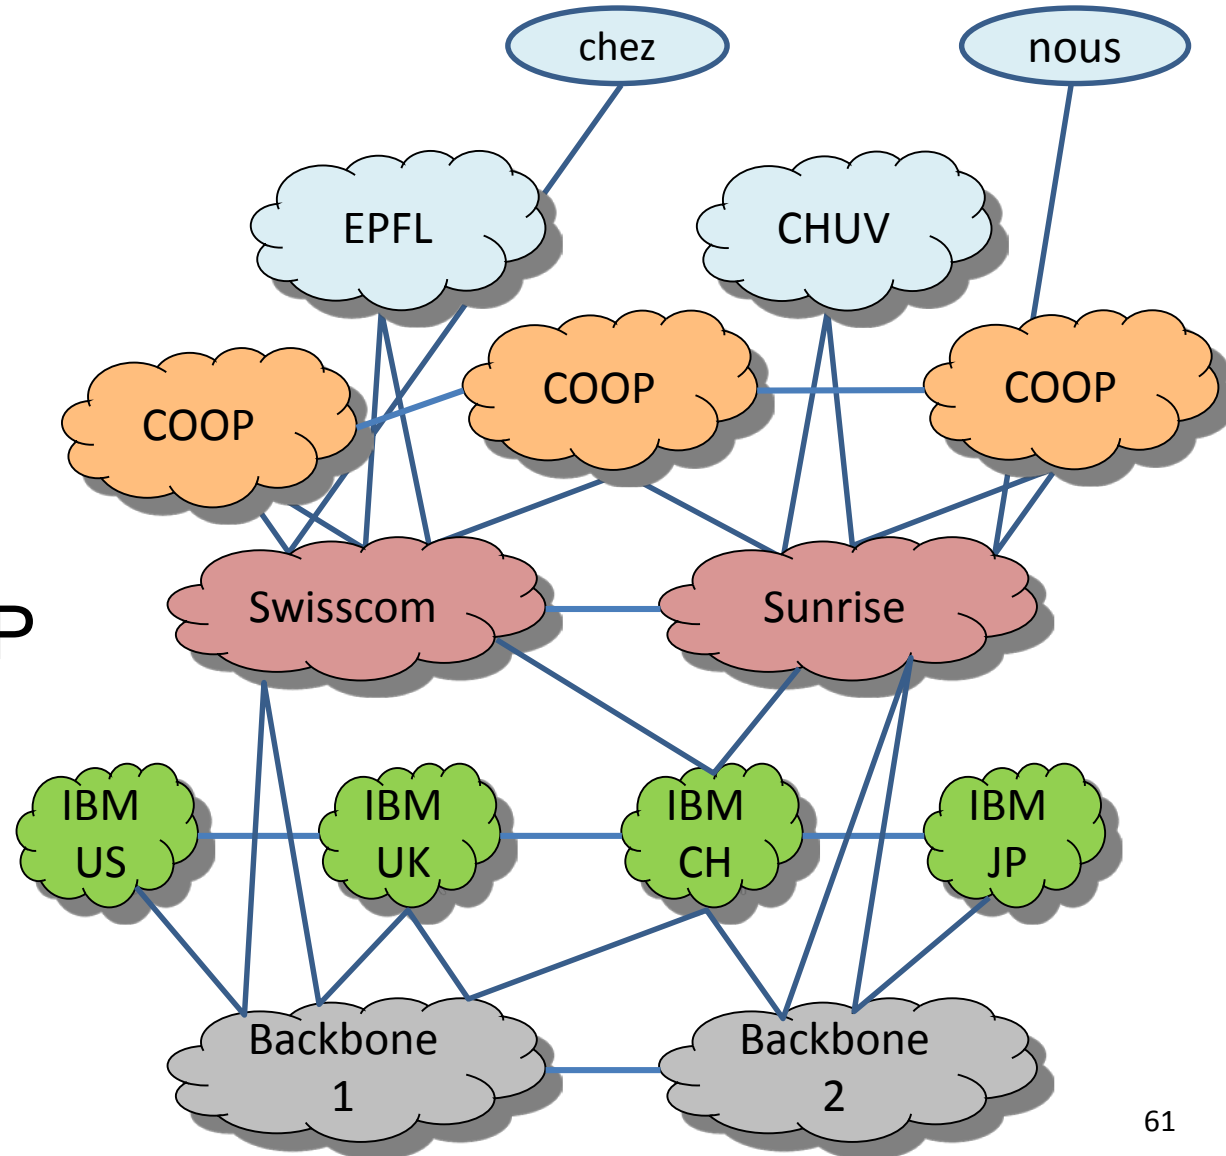 chez
nous
EPFL
CHUV
COOP
COOP
COOP
P
Swisscom
Sunrise
IBM
US
IBM
UK
IBM
CH
IBM
JP
Backbone
1
Backbone
2
61